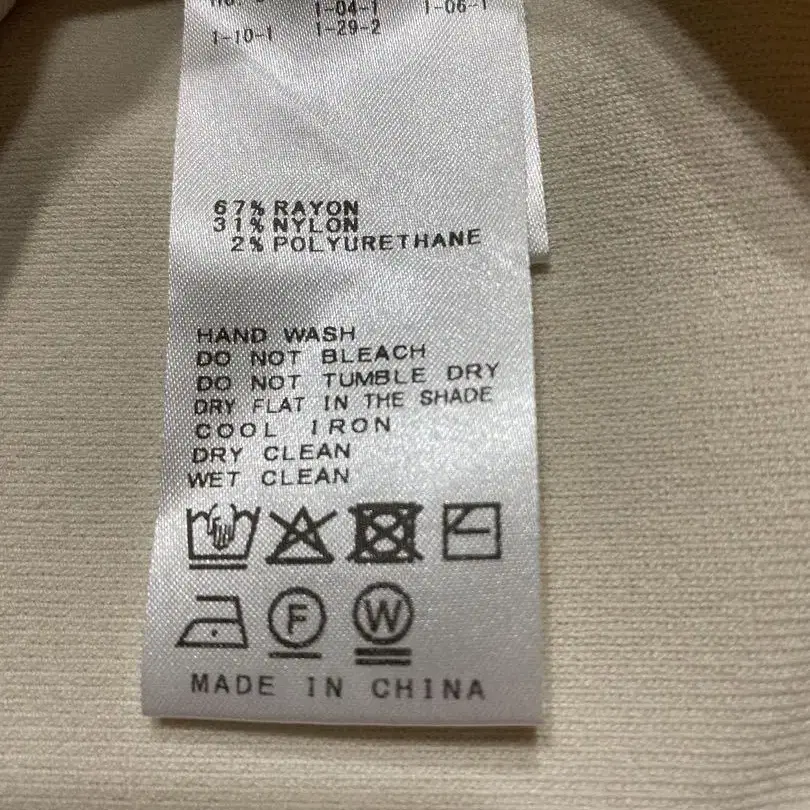 1-04-1 1-06-1
1-10-1 1-29-2
67% RAYON
31% NYLON
2% POLYURETHANE
HAND WASH
DO NOT BLEACH
DO NOT TUMBLE DRY
DRY FLAT IN THE SHADE
COOL IRON
DRY CLEAN
WET CLEAN
F W
MADE IN CHINA